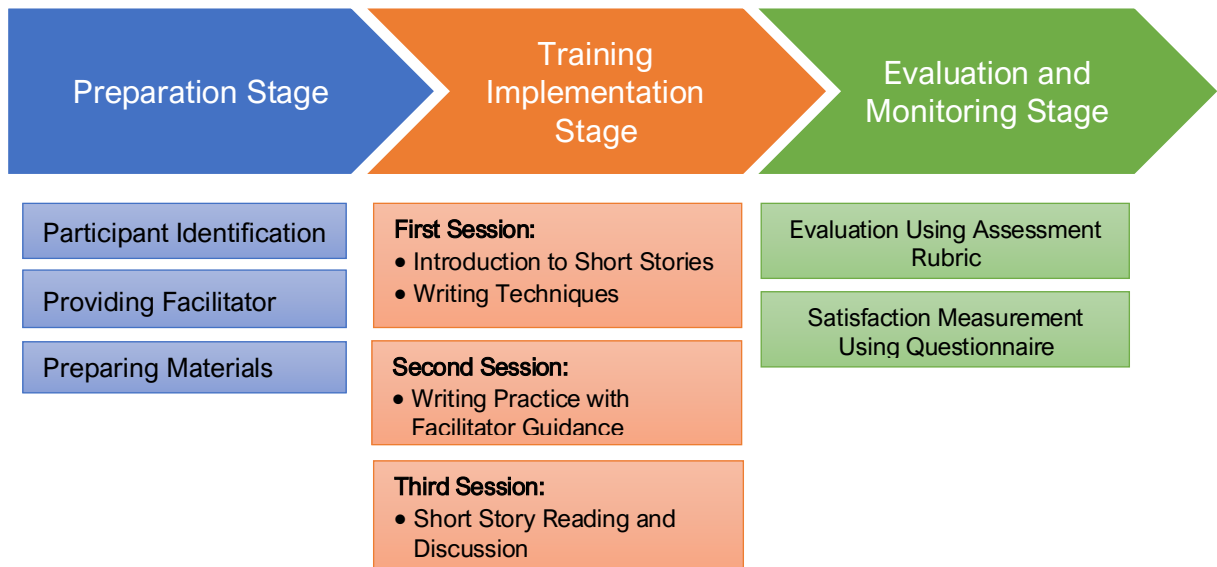 Preparation Stage
Training
Implementation
Stage
Evaluation and
Monitoring Stage
Participant Identification
Providing Facilitator
Preparing Materials
First Session:
• Introduction to Short Stories
• Writing Techniques
Second Session:
• Writing Practice with
Facilitator Guidance
Third Session:
• Short Story Reading and
Discussion
Evaluation Using Assessment
Rubric
Satisfaction Measurement
Using Questionnaire